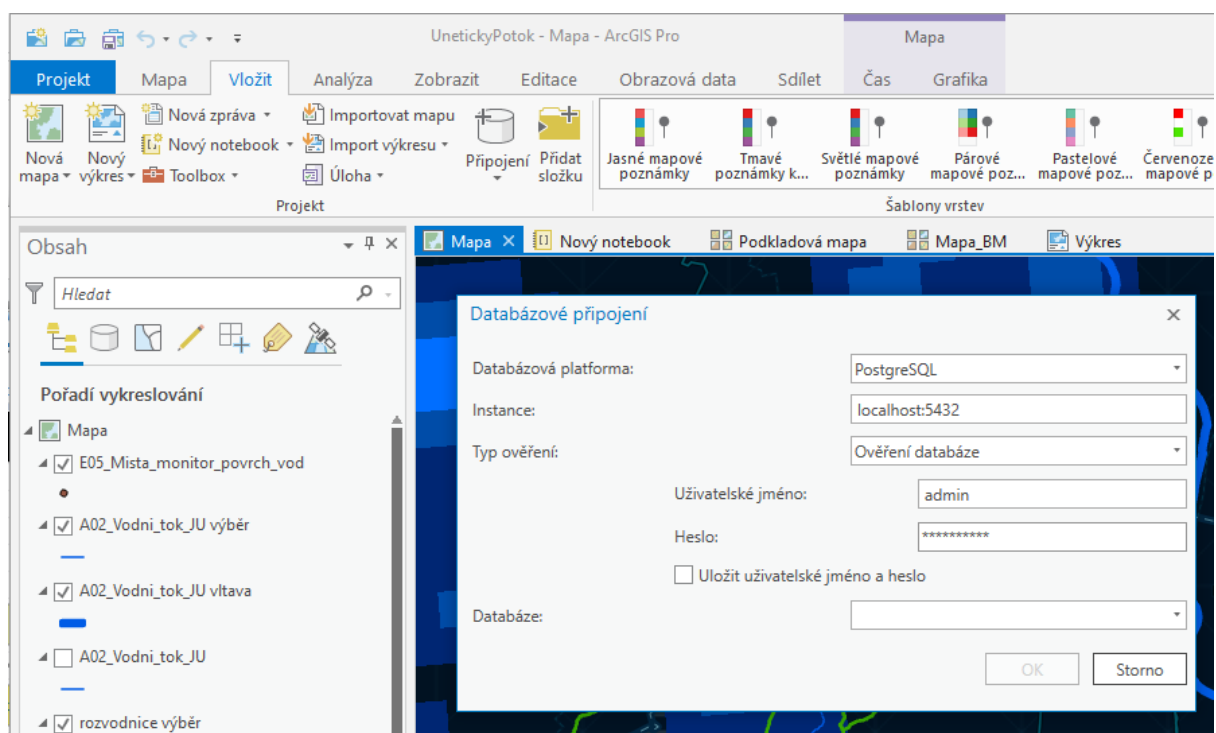 UnetickyPotok - Mapa - ArcGIS Pro
Mapa
Projekt Mapa Vložit Analýza Zobrazit Editace Obrazová data Sdílet Čas Grafika
Nová mapa
Nový výkres
Nová zpráva
Nový notebook
Toolbox
Importovat mapu
Import výkresu
Úloha
Připojení
Přidat složku
Projekt
Jasné mapové poznámky
Tmavé poznámky k...
Světlé mapové poznámky
Párové mapové poz...
Pastelové mapové poz...
Šablony vrstev
Obsah
Hledat
Pořadí vykreslování
Mapa
E05_Mista_monitor_povrch_vod
A02_Vodni_tok_JU výběr
A02_Vodni_tok_JU vltava
A02_Vodni_tok_JU
rozvodnice výběr
Mapa Nový notebook Podkladová mapa Mapa_BM Výkres
Databázové připojení
Databázová platforma: PostgreSQL
Instance: localhost:5432
Typ ověření: Ověření databáze
Uživatelské jméno: admin
Heslo: **********
Uložit uživatelské jméno a heslo
Databáze:
OK Storno